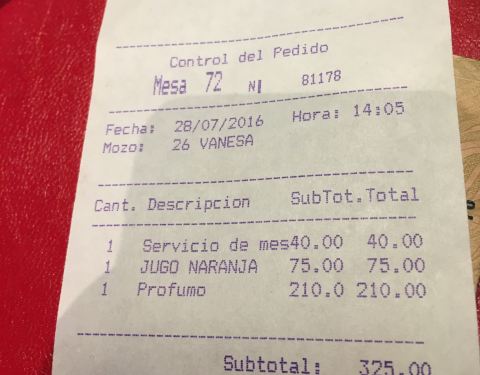 Control del Pedido
Mesa 72 N 81178
Fecha: 28/07/2016 Hora: 14:05
Mozo: 26 VANESA
Cant. Descripcion SubTot.Total
1 Servicio de mes40.00 40.00
1 JUGO NARANJA 75.00 75.00
1 Profumo 210.0 210.00
Subtotal: 325.00